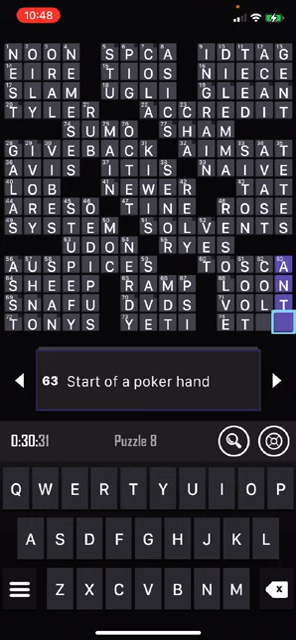 10:48
NOON SPCA IDTAG
EIRE TIOS NIECE
SLAM UGLI GLEAN
TYLER ACCREDIT
SUMO SHAM
GIVEBACK AIMSAT
AVIS ITIS NAIVE
LOB NEWER TAT
ARESO TINE ROSE
SYSTEM SOLVENTS
UDON RYES
AUSPICES TOSCA
SHEEP RAMP LOON
SNAFU DVDS VOLT
TONYS YETI ET
63 Start of a poker hand
0:30:31 Puzzle 8
Q W E R T Y U I O P
A S D F G H J K L
Z X C V B N M